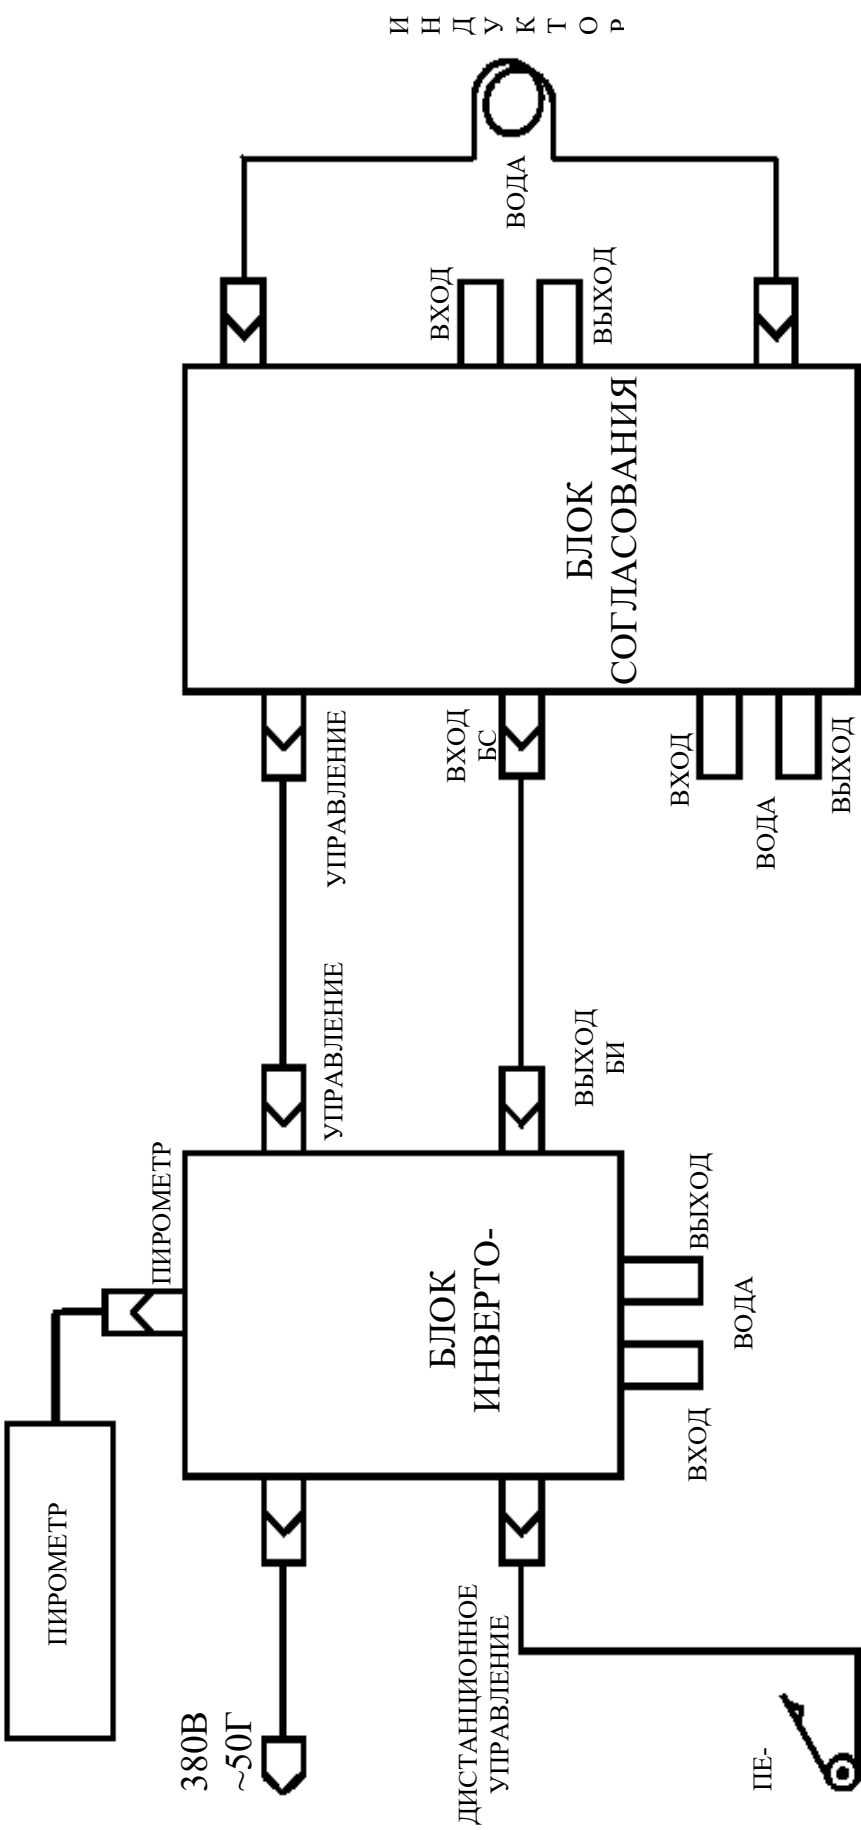 ПИРОМЕТР
ПИРОМЕТР
380В
~50Г
ДИСТАНЦИОННОЕ
УПРАВЛЕНИЕ
ПЕ-
БЛОК
ИНВЕРТО-
ВХОД
ВОДА
ВЫХОД
УПРАВЛЕНИЕ
ВЫХОД
БИ
УПРАВЛЕНИЕ
ВХОД
БС
ВХОД
ВОДА
ВЫХОД
БЛОК
СОГЛАСОВАНИЯ
ВХОД
ВОДА
ВЫХОД
ИНДУКТОР